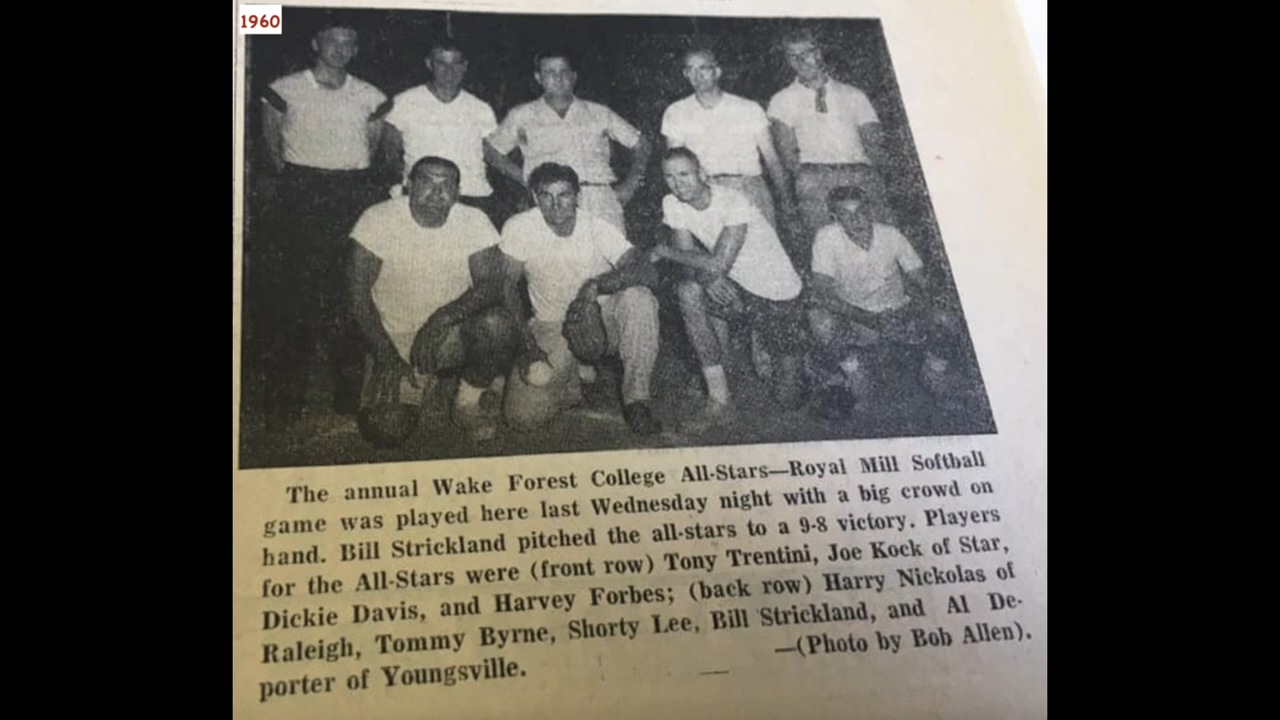 1960
The annual Wake Forest College All-Stars—Royal Mill Softball
game was played here last Wednesday night with a big crowd on
hand. Bill Strickland pitched the all-stars to a 9-8 victory. Players
for the All-Stars were (front row) Tony Trentini, Joe Kock of Star,
Dickie Davis, and Harvey Forbes; (back row) Harry Nickolas of
Raleigh, Tommy Byrne, Shorty Lee, Bill Strickland, and Al De-
porter of Youngsville. —(Photo by Bob Allen).